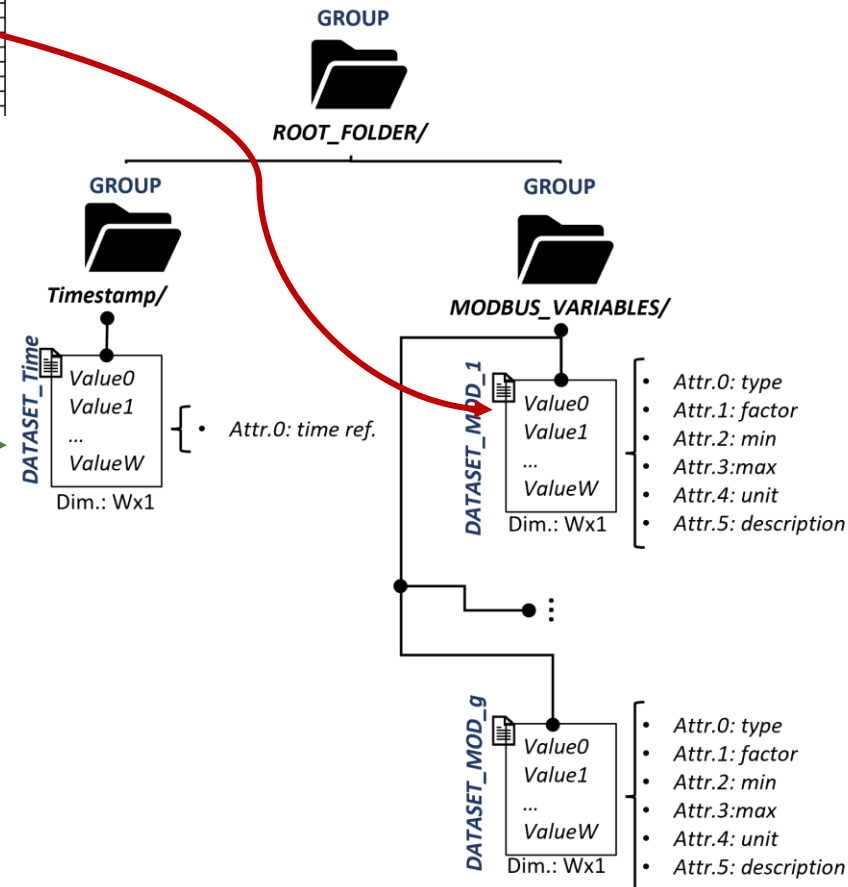 GROUP
ROOT_FOLDER/
GROUP
Timestamp/
DATASET_Time
Value0
Value1
...
ValueW
Dim.: Wx1
• Attr.0: time ref.
GROUP
MODBUS_VARIABLES/
DATASET_MOD_1
Value0
Value1
...
ValueW
Dim.: Wx1
• Attr.0: type
• Attr.1: factor
• Attr.2: min
• Attr.3:max
• Attr.4: unit
• Attr.5: description
⋮
DATASET_MOD_g
Value0
Value1
...
ValueW
Dim.: Wx1
• Attr.0: type
• Attr.1: factor
• Attr.2: min
• Attr.3:max
• Attr.4: unit
• Attr.5: description